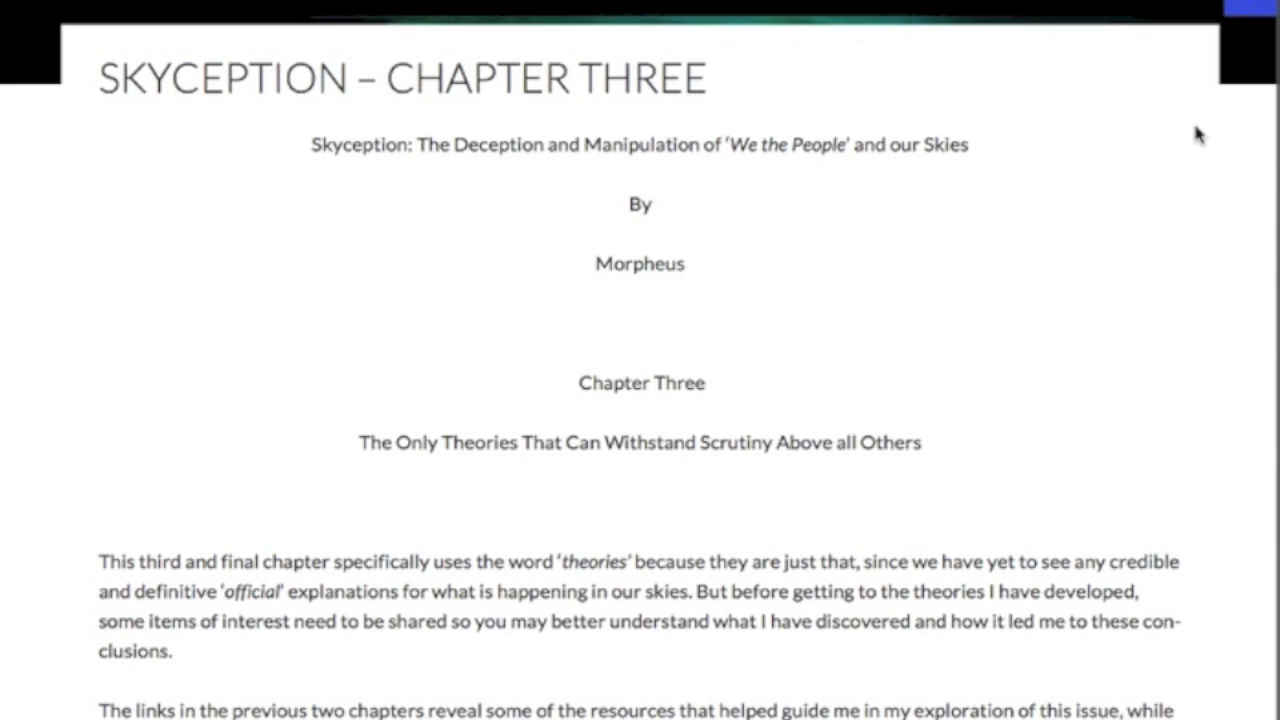 SKYCEPTION – CHAPTER THREE
Skyception: The Deception and Manipulation of ‘We the People’ and our Skies
By
Morpheus
Chapter Three
The Only Theories That Can Withstand Scrutiny Above all Others
This third and final chapter specifically uses the word ‘theories’ because they are just that, since we have yet to see any credible
and definitive ‘official’ explanations for what is happening in our skies. But before getting to the theories I have developed,
some items of interest need to be shared so you may better understand what I have discovered and how it led me to these con-
clusions.
The links in the previous two chapters reveal some of the resources that helped guide me in my exploration of this issue, while